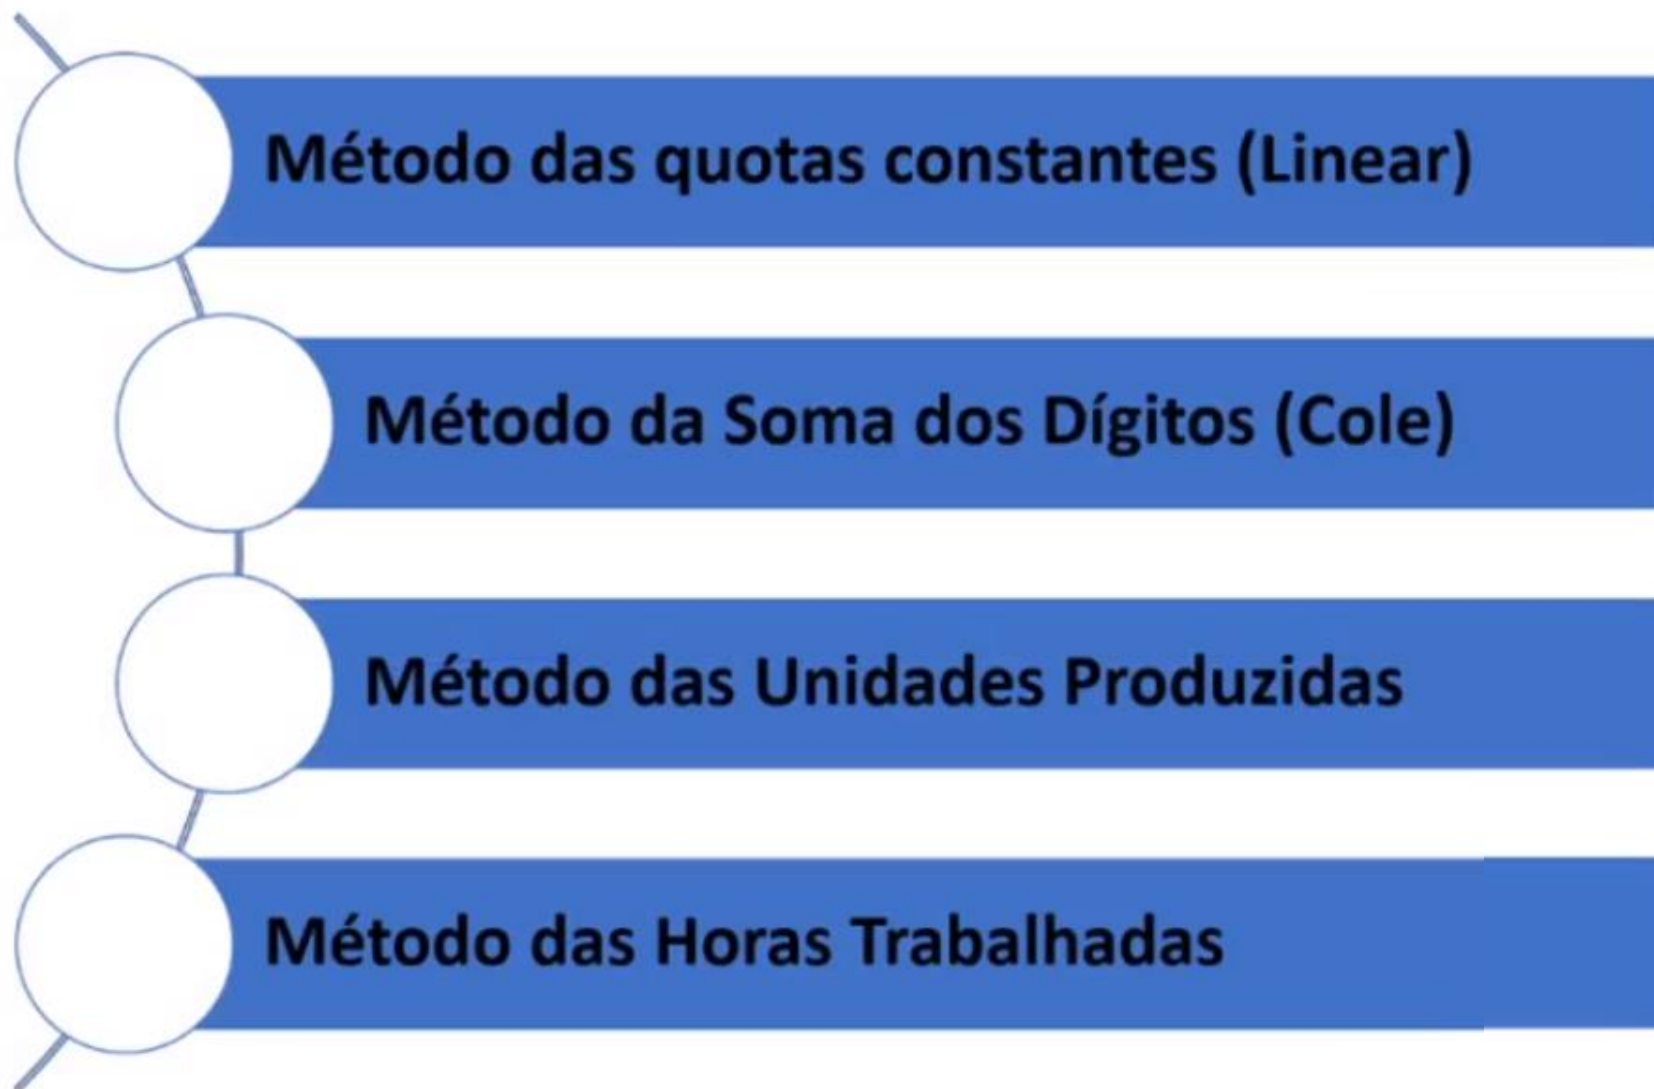 Método das quotas constantes (Linear)
Método da Soma dos Dígitos (Cole)
Método das Unidades Produzidas
Método das Horas Trabalhadas